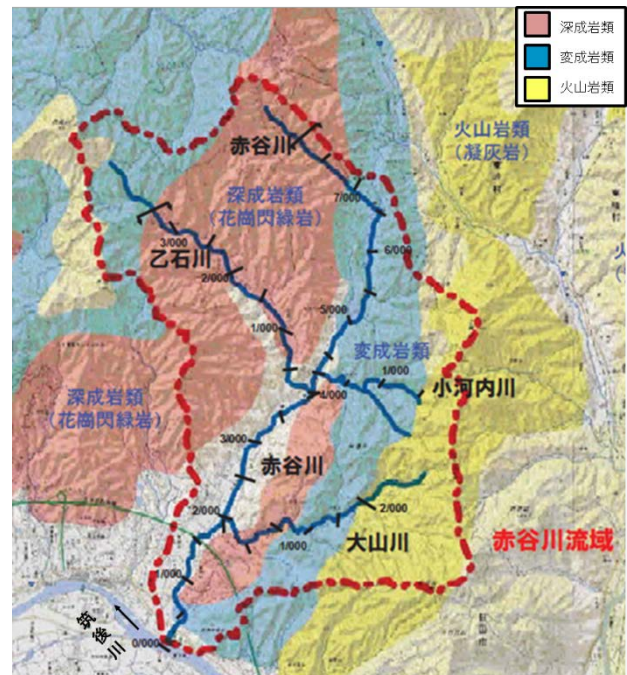 深成岩類
変成岩類
火山岩類
赤谷川
火山岩類
(凝灰岩)
深成岩類
(花崗閃緑岩)
7/000
6/000
3/000
乙石川
2/000
5/000
1/000
変成岩類
1/000
小河内川
4/000
深成岩類
(花崗閃緑岩)
3/000
赤谷川
2/000
2/000
1/000
大山川
赤谷川流域
1/000
筑後川
0/000